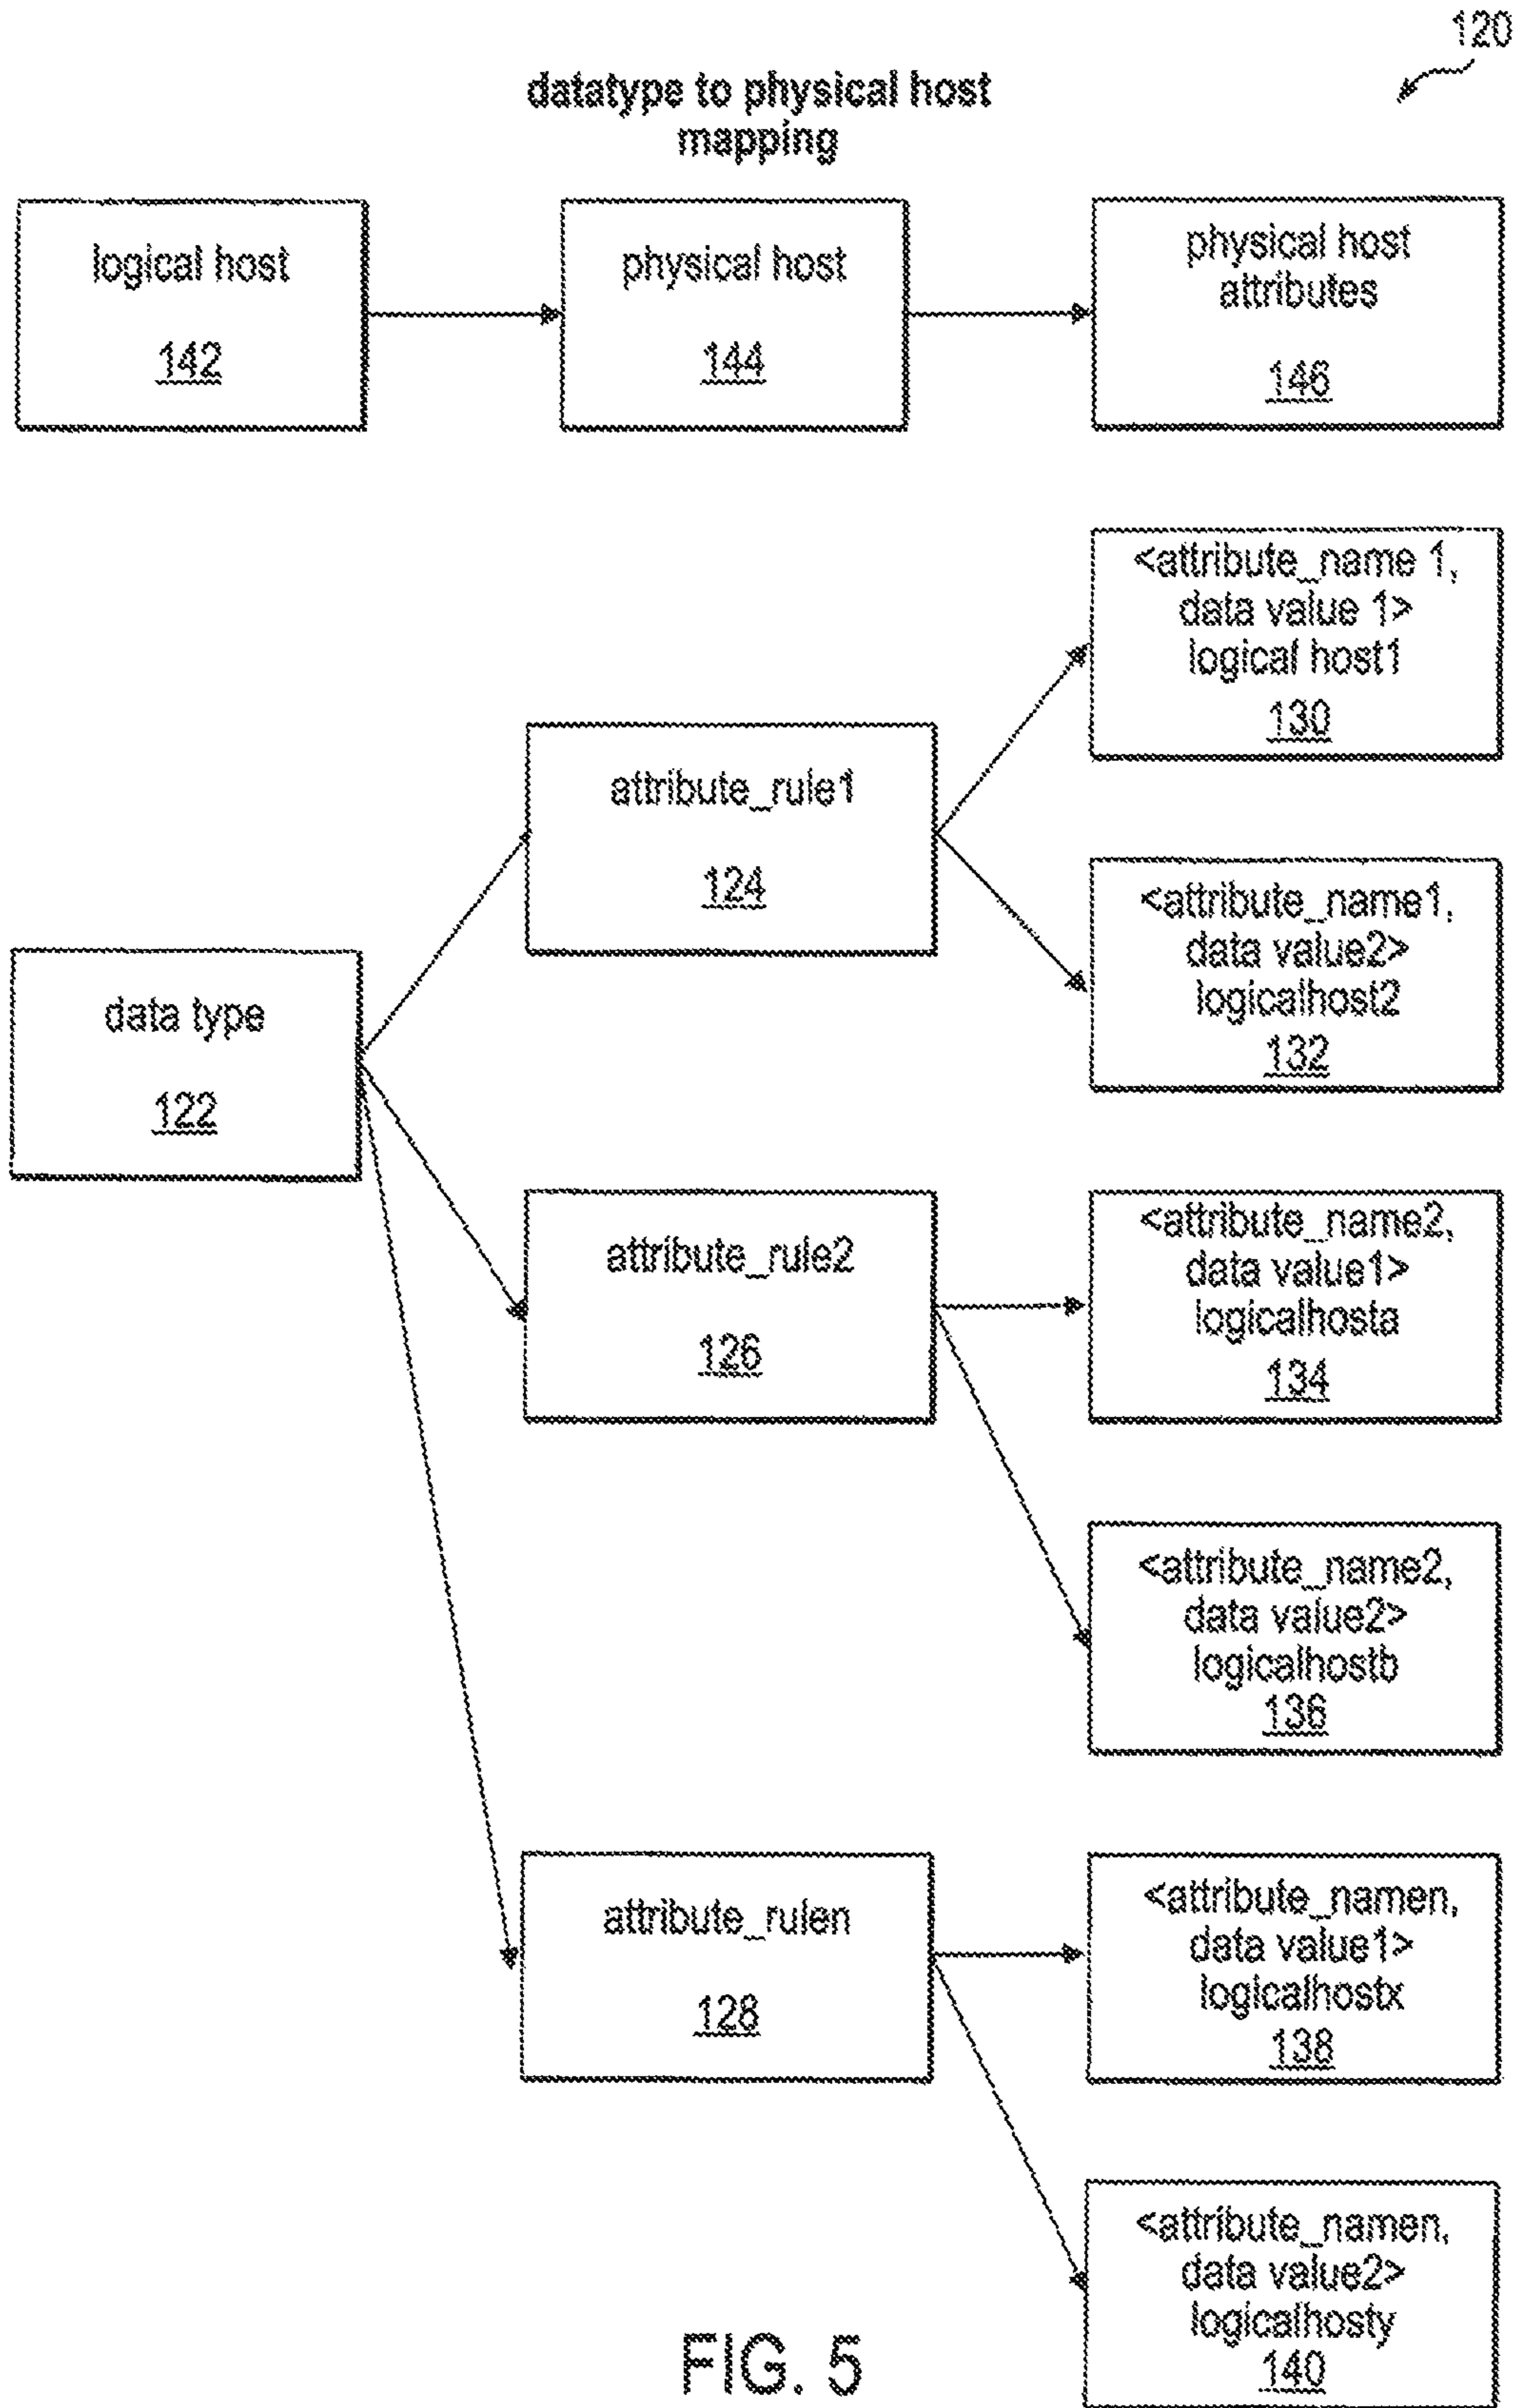 120
datatype to physical host
mapping
logical host
142
physical host
144
physical host
attributes
146
<attribute_name 1,
data value 1>
logical host1
130
attribute_rule1
124
<attribute_name1,
data value2>
logicalhost2
132
data type
122
attribute_rule2
126
<attribute_name2,
data value1>
logicalhosta
134
<attribute_name2,
data value2>
logicalhostb
136
attribute_rulen
128
<attribute_namen,
data value1>
logicalhostx
138
<attribute_namen,
data value2>
logicalhosty
140
FIG. 5